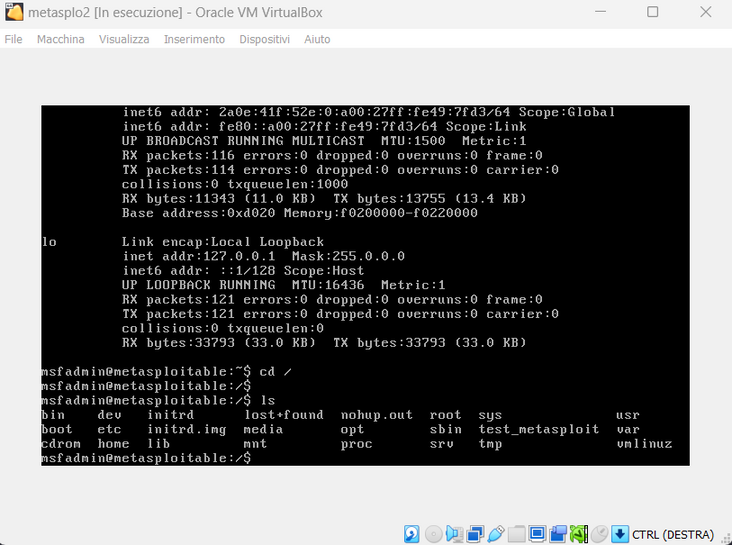 metasplo2 [In esecuzione] - Oracle VM VirtualBox
File Macchina Visualizza Inserimento Dispositivi Aiuto
inet6 addr: 2a0e:41f:52e:0:a00:27ff:fe49:7fd3/64 Scope:Global
inet6 addr: fe80::a00:27ff:fe49:7fd3/64 Scope:Link
UP BROADCAST RUNNING MULTICAST  MTU:1500  Metric:1
RX packets:116 errors:0 dropped:0 overruns:0 frame:0
TX packets:114 errors:0 dropped:0 overruns:0 carrier:0
collisions:0 txqueuelen:1000
RX bytes:11343 (11.0 KB)  TX bytes:13755 (13.4 KB)
Base address:0xd020 Memory:f0200000-f0220000
lo        Link encap:Local Loopback
inet addr:127.0.0.1  Mask:255.0.0.0
inet6 addr: ::1/128 Scope:Host
UP LOOPBACK RUNNING  MTU:16436  Metric:1
RX packets:121 errors:0 dropped:0 overruns:0 frame:0
TX packets:121 errors:0 dropped:0 overruns:0 carrier:0
collisions:0 txqueuelen:0
RX bytes:33793 (33.0 KB)  TX bytes:33793 (33.0 KB)
msfadmin@metasploitable:~$ cd /
msfadmin@metasploitable:/$
msfadmin@metasploitable:/$ ls
bin    dev   initrd      lost+found  nohup.out  root  sys              usr
boot   etc   initrd.img  media       opt        sbin  test_metasploit  var
cdrom  home  lib         mnt         proc       srv   tmp              vmlinuz
msfadmin@metasploitable:/$
CTRL (DESTRA)